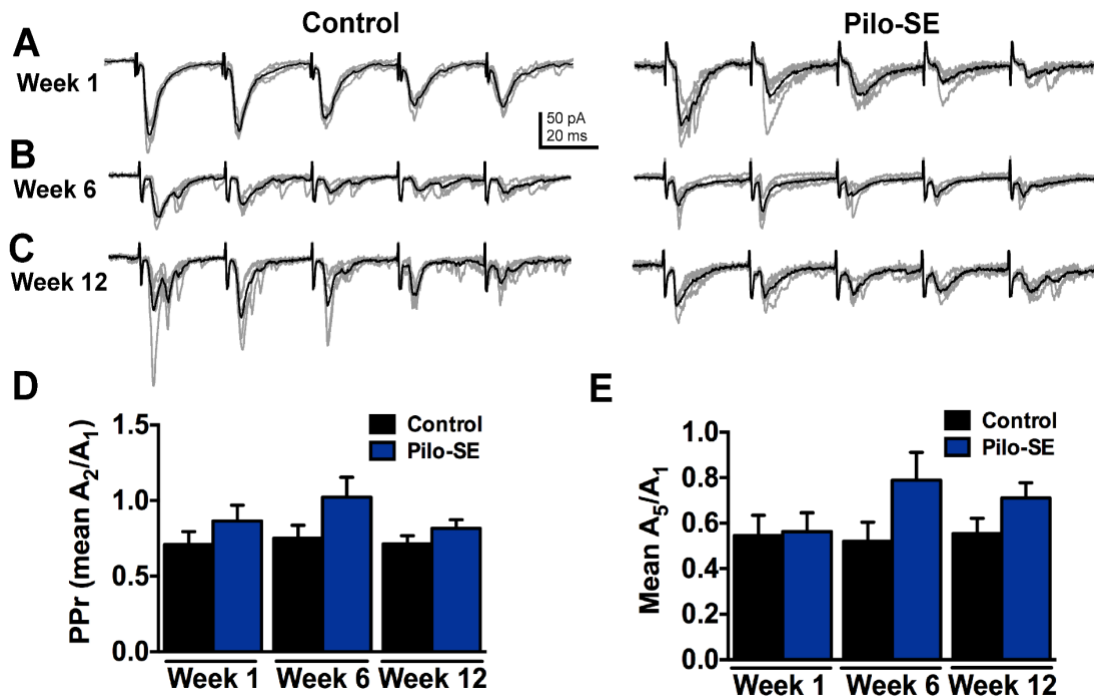 Control
Pilo-SE
A
Week 1
50 pA
20 ms
B
Week 6
C
Week 12
D
PPr (mean A2/A1)
1.5
1.0
0.5
0.0
Control
Pilo-SE
Week 1
Week 6
Week 12
E
Mean A5/A1
1.0
0.8
0.6
0.4
0.2
0.0
Control
Pilo-SE
Week 1
Week 6
Week 12